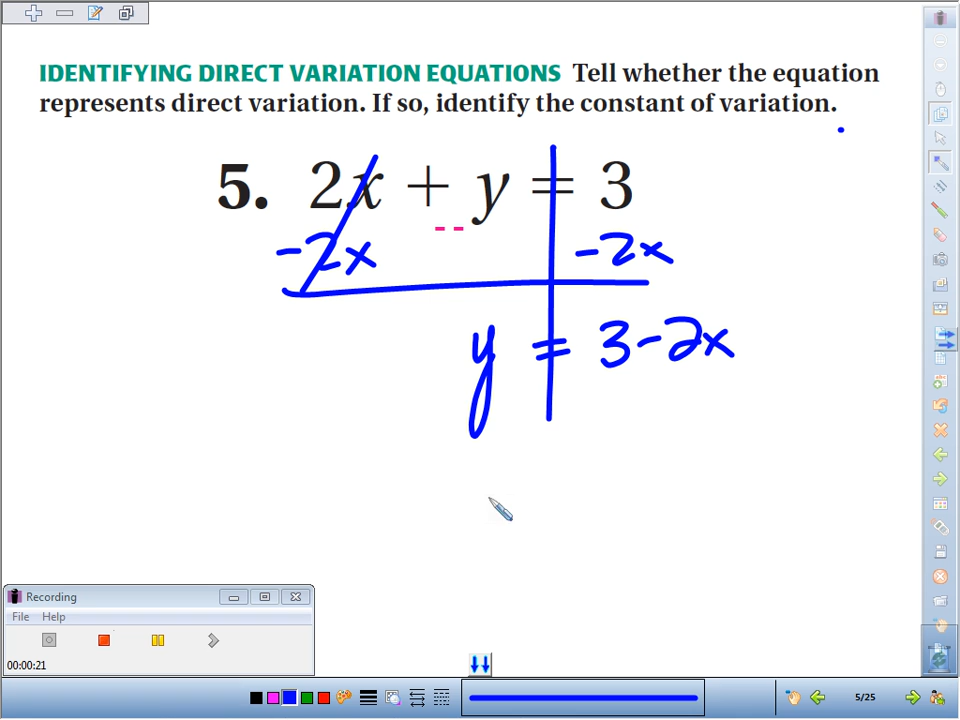 IDENTIFYING DIRECT VARIATION EQUATIONS Tell whether the equation
represents direct variation. If so, identify the constant of variation.
5. 2x + y = 3
-2x -2x
y = 3-2x
Recording
File Help
00:00:21
5/25